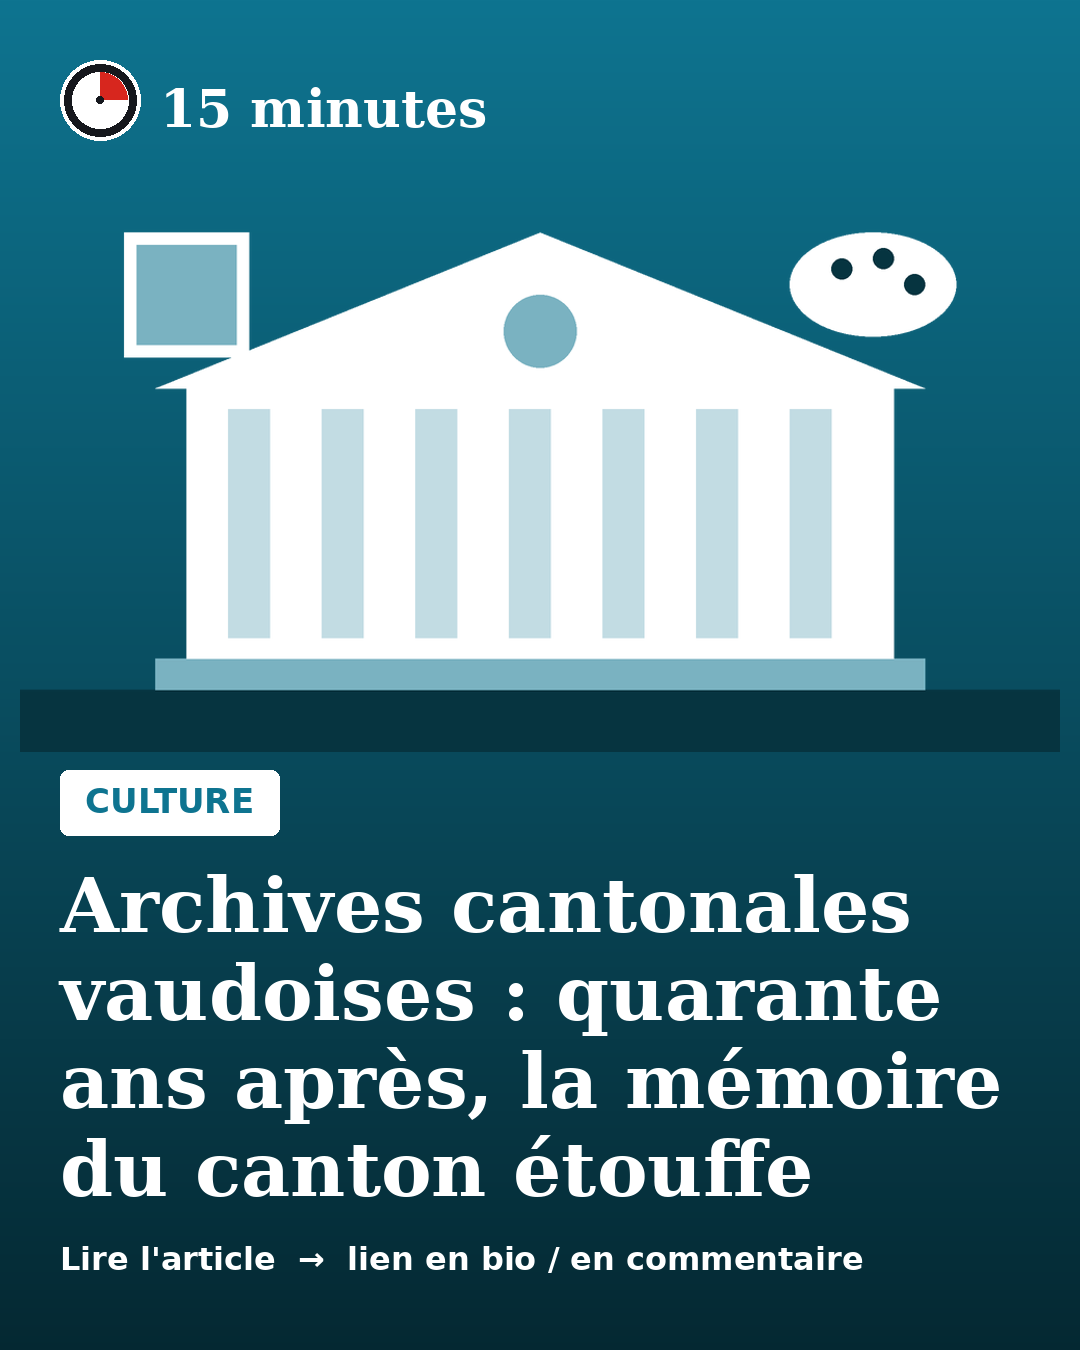 15 minutes
CULTURE
Archives cantonales
vaudoises : quarante
ans après, la mémoire
du canton étouffe
Lire l'article → lien en bio / en commentaire